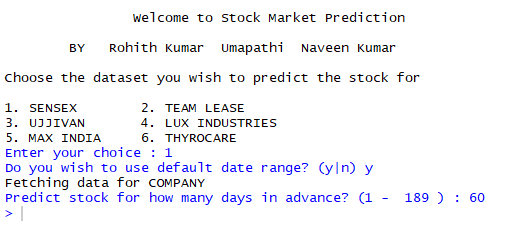 Welcome to Stock Market Prediction
BY Rohith Kumar Umapathi Naveen Kumar
Choose the dataset you wish to predict the stock for
1. SENSEX 2. TEAM LEASE
3. UJJIVAN 4. LUX INDUSTRIES
5. MAX INDIA 6. THYROCARE
Enter your choice : 1
Do you wish to use default date range? (y|n) y
Fetching data for COMPANY
Predict stock for how many days in advance? (1 - 189 ) : 60
>